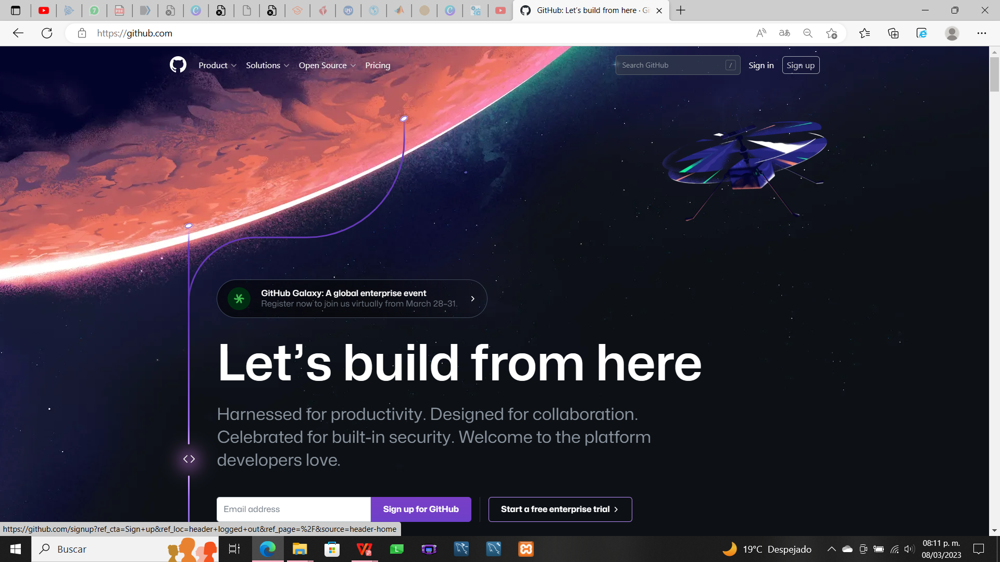 GitHub: Let's build from here · Gi
https://github.com
Product
Solutions
Open Source
Pricing
Search GitHub
/
Sign in
Sign up
GitHub Galaxy: A global enterprise event
Register now to join us virtually from March 28–31.
Let's build from here
Harnessed for productivity. Designed for collaboration.
Celebrated for built-in security. Welcome to the platform
developers love.
Email address
Sign up for GitHub
Start a free enterprise trial
https://github.com/signup?ref_cta=Sign+up&ref_loc=header+logged+out&ref_page=%2F&source=header-home
Buscar
19°C Despejado
08:11 p. m.
08/03/2023